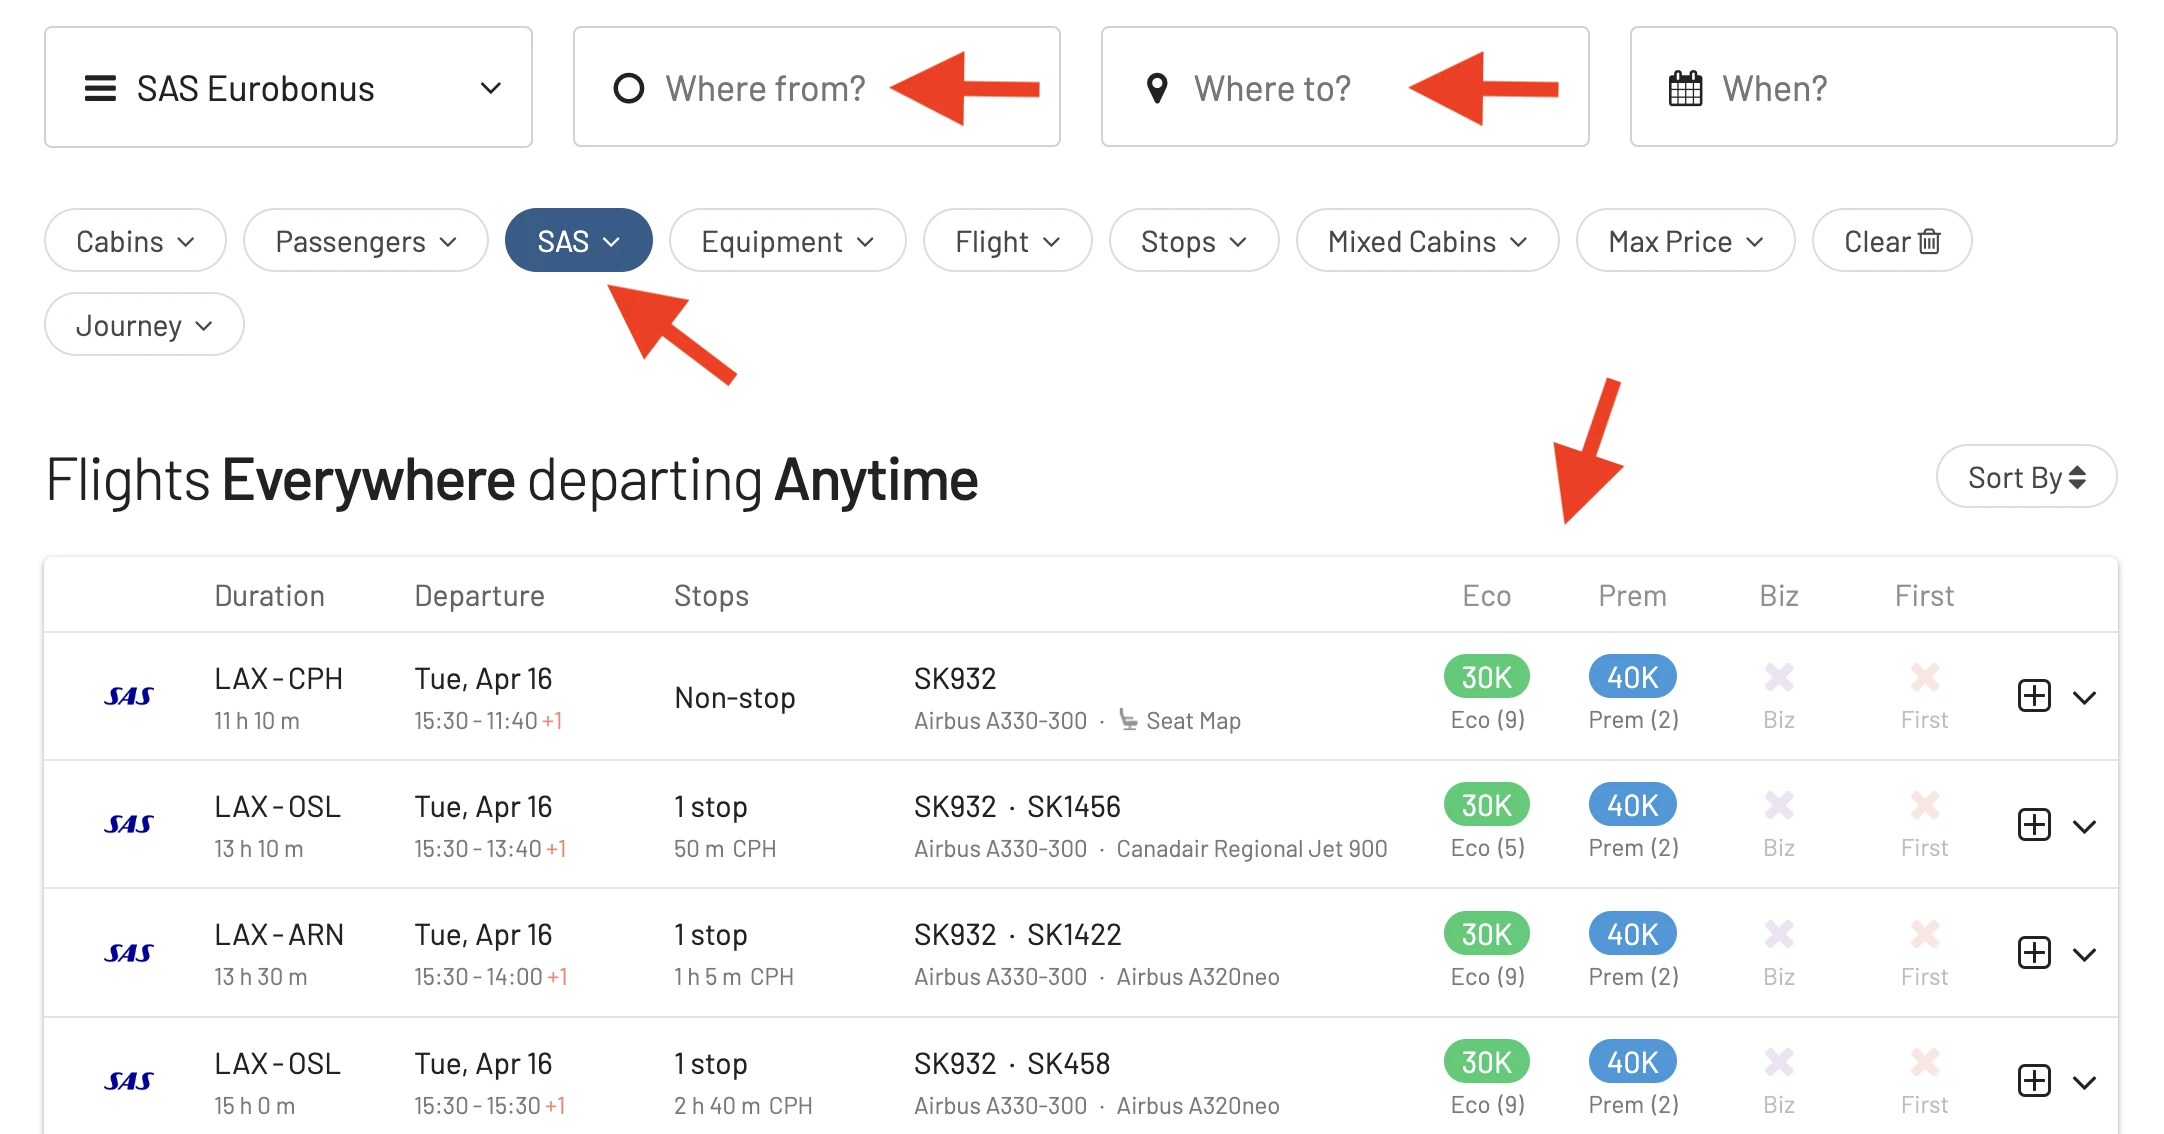 SAS Eurobonus
Where from?
Where to?
When?
Cabins
Passengers
SAS
Equipment
Flight
Stops
Mixed Cabins
Max Price
Clear
Journey
Flights Everywhere departing Anytime
Sort By
Duration Departure Stops Eco Prem Biz First
SAS LAX-CPH Tue, Apr 16 Non-stop SK932 30K 40K
11 h 10 m 15:30 - 11:40 +1 Airbus A330-300 · Seat Map Eco (9) Prem (2) Biz First
SAS LAX-OSL Tue, Apr 16 1 stop SK932 · SK1456 30K 40K
13 h 10 m 15:30 - 13:40 +1 50 m CPH Airbus A330-300 · Canadair Regional Jet 900 Eco (5) Prem (2) Biz First
SAS LAX-ARN Tue, Apr 16 1 stop SK932 · SK1422 30K 40K
13 h 30 m 15:30 - 14:00 +1 1 h 5 m CPH Airbus A330-300 · Airbus A320neo Eco (9) Prem (2) Biz First
SAS LAX-OSL Tue, Apr 16 1 stop SK932 · SK458 30K 40K
15 h 0 m 15:30 - 15:30 +1 2 h 40 m CPH Airbus A330-300 · Airbus A320neo Eco (9) Prem (2) Biz First